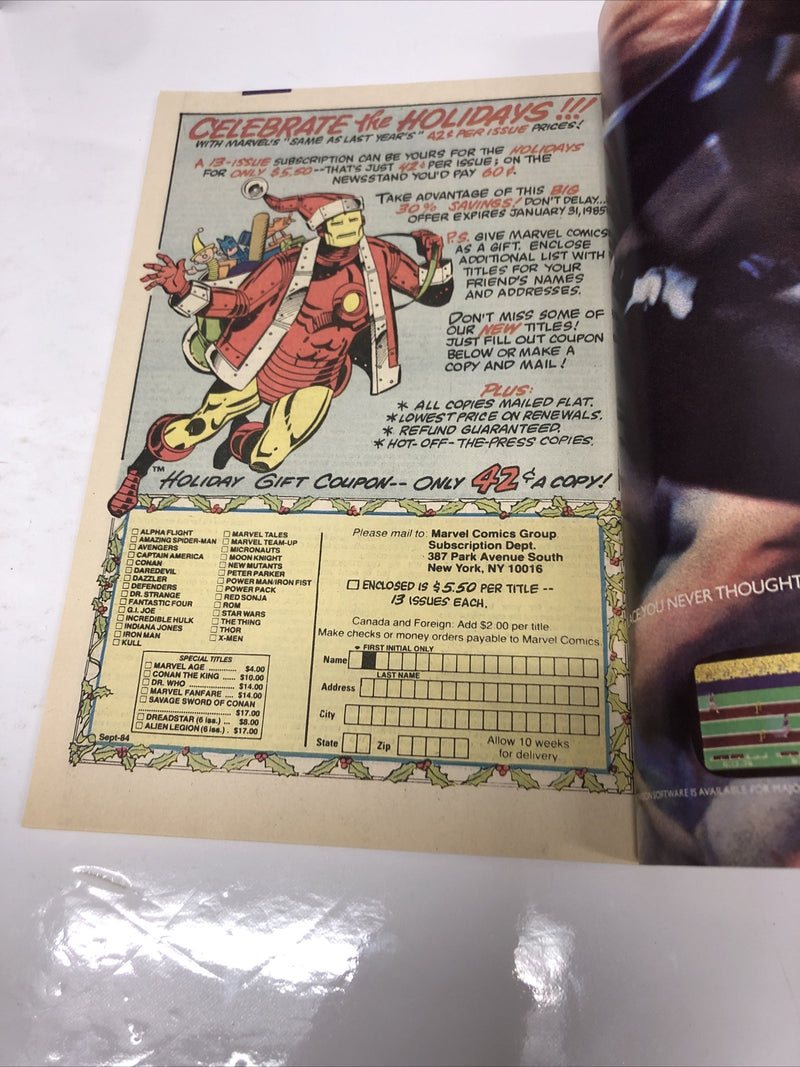 CELEBRATE the HOLIDAYS!!!
WITH MARVEL'S "SAME AS LAST YEAR'S" 42¢ PER ISSUE PRICES!
A 13-ISSUE SUBSCRIPTION CAN BE YOURS FOR THE HOLIDAYS
FOR ONLY $5.50--THAT'S JUST 42¢ PER ISSUE; ON THE
NEWSSTAND YOU'D PAY 60¢.
TAKE ADVANTAGE OF THIS BIG
30% SAVINGS! DON'T DELAY...
OFFER EXPIRES JANUARY 31, 1985
P.S. GIVE MARVEL COMICS
AS A GIFT. ENCLOSE
ADDITIONAL LIST WITH
TITLES FOR YOUR
FRIEND'S NAMES
AND ADDRESSES.
DON'T MISS SOME OF
OUR NEW TITLES!
JUST FILL OUT COUPON
BELOW OR MAKE A
COPY AND MAIL!
PLUS:
* ALL COPIES MAILED FLAT.
* LOWEST PRICE ON RENEWALS.
* REFUND GUARANTEED.
* HOT-OFF-THE-PRESS COPIES.
TM
HOLIDAY GIFT COUPON-- ONLY 42¢ A COPY!
ALPHA FLIGHT
AMAZING SPIDER-MAN
AVENGERS
CAPTAIN AMERICA
CONAN
DAREDEVIL
DAZZLER
DEFENDERS
DR. STRANGE
FANTASTIC FOUR
G.I. JOE
INCREDIBLE HULK
INDIANA JONES
IRON MAN
KULL
MARVEL TALES
MARVEL TEAM-UP
MICRONAUTS
MOON KNIGHT
NEW MUTANTS
PETER PARKER
POWER MAN/IRON FIST
POWER PACK
RED SONJA
ROM
STAR WARS
THE THING
THOR
X-MEN
SPECIAL TITLES
MARVEL AGE ............ $4.00
CONAN THE KING ....... $10.00
DR. WHO ................ $14.00
MARVEL FANFARE .... $14.00
SAVAGE SWORD OF CONAN
............................ $17.00
DREADSTAR (6 iss.) ... $8.00
ALIEN LEGION (6 iss.) . $17.00
Sept-84
Please mail to: Marvel Comics Group
Subscription Dept.
387 Park Avenue South
New York, NY 10016
ENCLOSED IS $5.50 PER TITLE --
13 ISSUES EACH.
Canada and Foreign: Add $2.00 per title.
Make checks or money orders payable to Marvel Comics.
FIRST INITIAL ONLY
Name
LAST NAME
Address
City
State Zip
Allow 10 weeks
for delivery
YOU NEVER THOUGHT
SOFTWARE IS AVAILABLE FOR